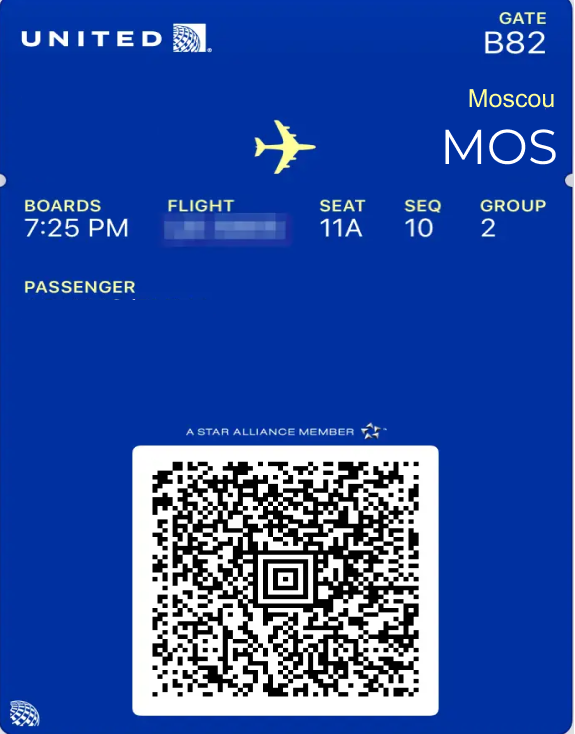 UNITED
GATE
B82
Moscou
MOS
BOARDS FLIGHT SEAT SEQ GROUP
7:25 PM 11A 10 2
PASSENGER
A STAR ALLIANCE MEMBER